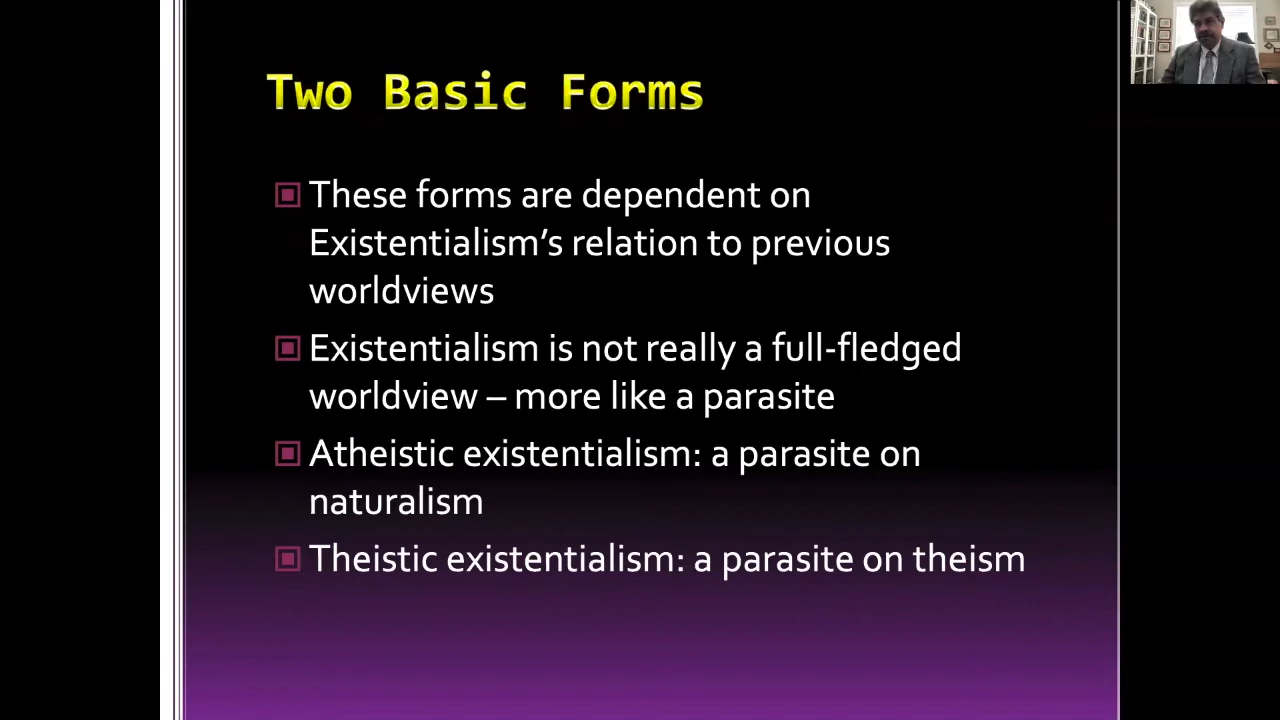 Two Basic Forms
These forms are dependent on
Existentialism’s relation to previous
worldviews
Existentialism is not really a full-fledged
worldview – more like a parasite
Atheistic existentialism: a parasite on
naturalism
Theistic existentialism: a parasite on theism